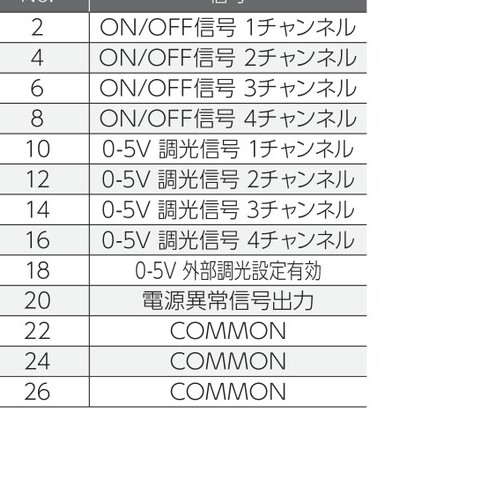 No. 信号
2 ON/OFF信号 1チャンネル
4 ON/OFF信号 2チャンネル
6 ON/OFF信号 3チャンネル
8 ON/OFF信号 4チャンネル
10 0-5V 調光信号 1チャンネル
12 0-5V 調光信号 2チャンネル
14 0-5V 調光信号 3チャンネル
16 0-5V 調光信号 4チャンネル
18 0-5V 外部調光設定有効
20 電源異常信号出力
22 COMMON
24 COMMON
26 COMMON